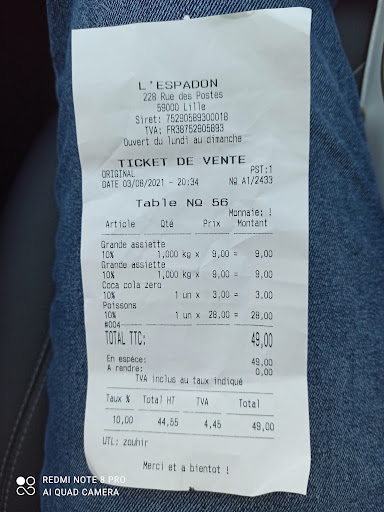 L'ESPADON
228 Rue des Postes
59000 Lille
Siret: 75290589300018
TVA: FR38752905893
Ouvert du lundi au dimanche
TICKET DE VENTE
ORIGINAL PST:1
DATE 03/08/2021 - 20:34 Nº A1/2433
Table Nº 56
Monnaie: !
Article Qté Prix Montant
Grande assiette
10% 1,000 kg x 9,00 = 9,00
Grande assiette
10% 1,000 kg x 9,00 = 9,00
Coca cola zero
10% 1 un x 3,00 = 3,00
Poissons
10% 1 un x 28,00 = 28,00
#004
TOTAL TTC: 49,00
En espèce: 49,00
A rendre: 0,00
TVA inclus au taux indiqué
Taux % Total HT TVA Total
10,00 44,55 4,45 49,00
UTL: zouhir
Merci et a bientot !
REDMI NOTE 8 PRO
AI QUAD CAMERA